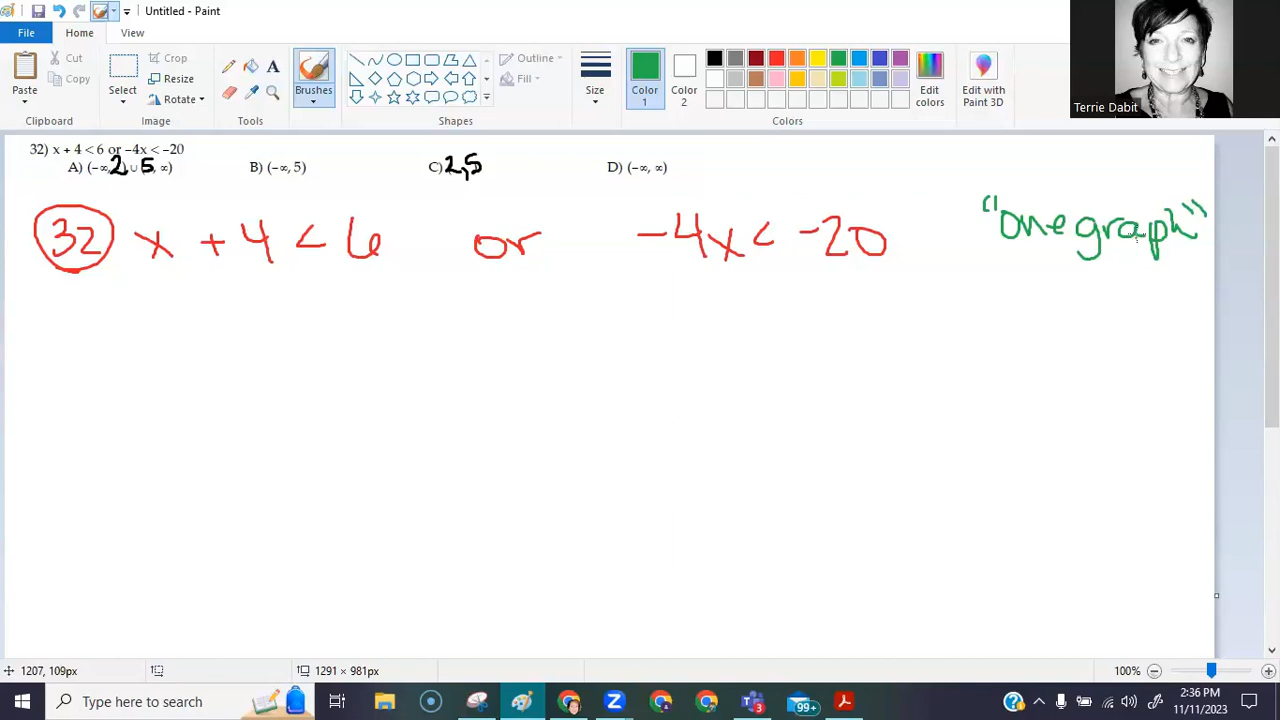 Untitled - Paint
File Home View
Paste
Cut
Copy
Clipboard
Select
Crop
Resize
Rotate
Image
Tools
Brushes
Shapes
Outline
Fill
Size
Color 1
Color 2
Edit colors
Edit with Paint 3D
Colors
Terrie Dabit
32) x + 4 < 6 or −4x < −20
A) (−∞, 2) ∪ (5, ∞) B) (−∞, 5) C) 2,5 D) (−∞, ∞)
32 x + 4 < 6 or -4x < -20 "one graph"
1207, 109px 1291 × 981px 100%
Type here to search
99+
3
2:36 PM
11/11/2023